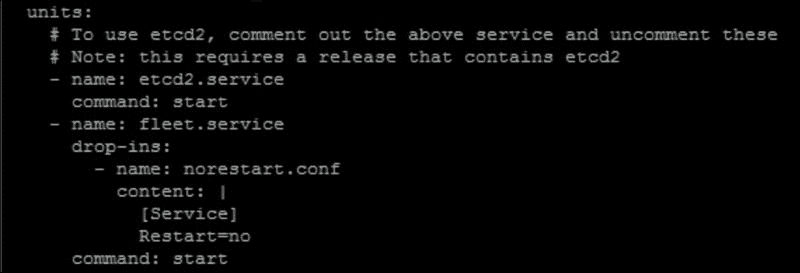 units:
  # To use etcd2, comment out the above service and uncomment these
  # Note: this requires a release that contains etcd2
  - name: etcd2.service
    command: start
  - name: fleet.service
    drop-ins:
      - name: norestart.conf
        content: |
          [Service]
          Restart=no
    command: start